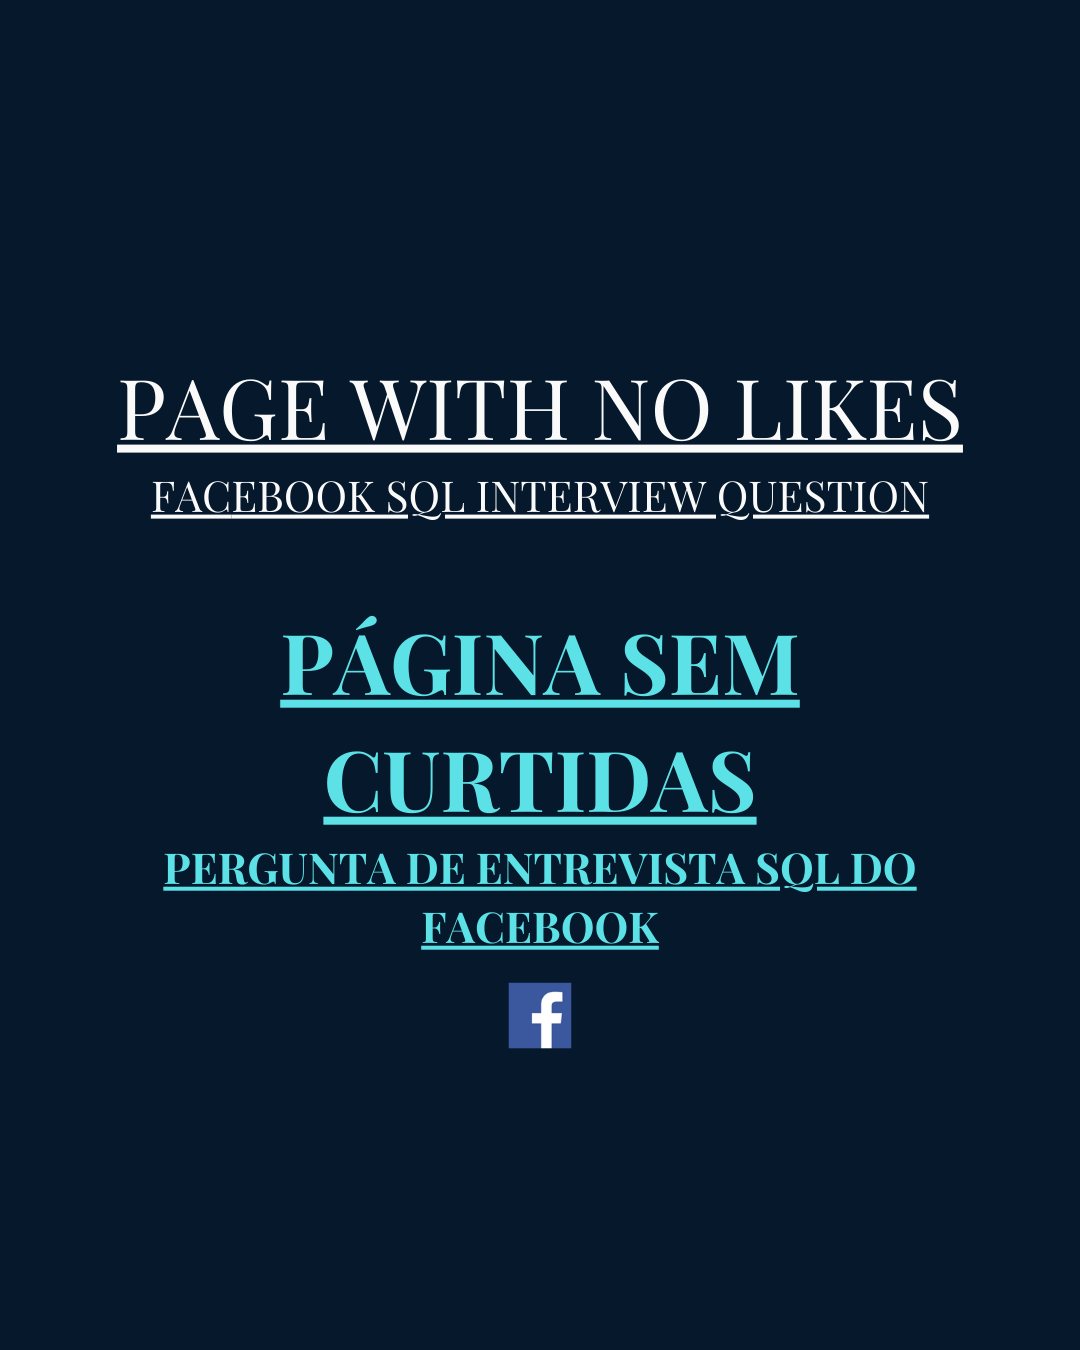 PAGE WITH NO LIKES
FACEBOOK SQL INTERVIEW QUESTION
PÁGINA SEM
CURTIDAS
PERGUNTA DE ENTREVISTA SQL DO
FACEBOOK